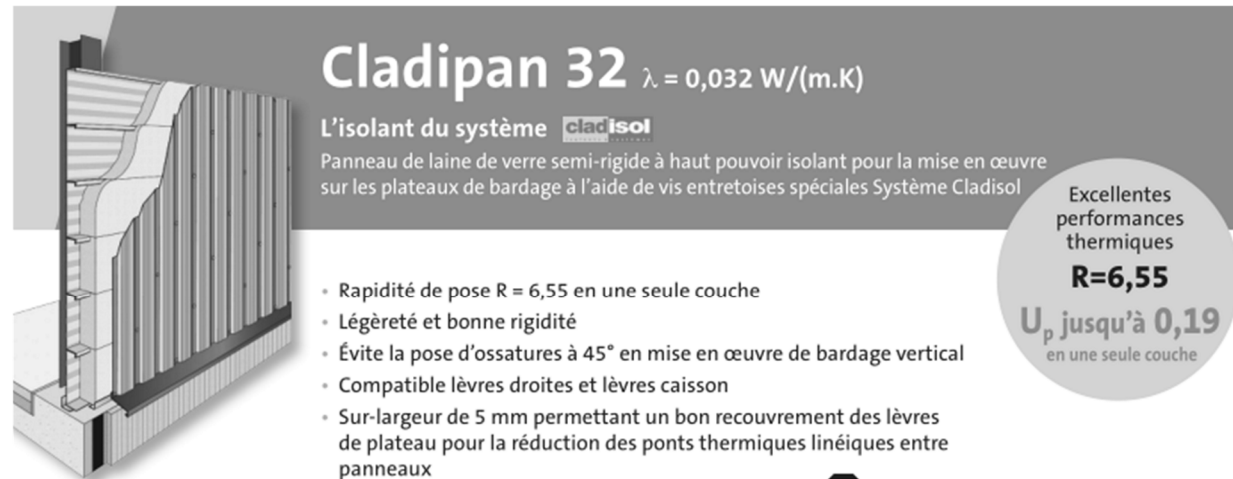 Cladipan 32 λ = 0,032 W/(m.K)
L’isolant du système cladisol
Panneau de laine de verre semi-rigide à haut pouvoir isolant pour la mise en œuvre
sur les plateaux de bardage à l’aide de vis entretoises spéciales Système Cladisol
Excellentes
performances
thermiques
R=6,55
Up jusqu’à 0,19
en une seule couche
• Rapidité de pose R = 6,55 en une seule couche
• Légèreté et bonne rigidité
• Évite la pose d’ossatures à 45° en mise en œuvre de bardage vertical
• Compatible lèvres droites et lèvres caisson
• Sur-largeur de 5 mm permettant un bon recouvrement des lèvres
de plateau pour la réduction des ponts thermiques linéiques entre
panneaux